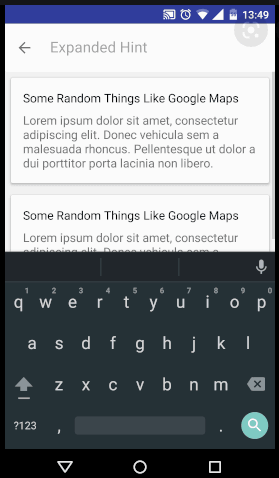 13:49
Expanded Hint
Some Random Things Like Google Maps
Lorem ipsum dolor sit amet, consectetur
adipiscing elit. Donec vehicula sem a
malesuada rhoncus. Pellentesque ut dolor a
dui porttitor porta lacinia non libero.
Some Random Things Like Google Maps
Lorem ipsum dolor sit amet, consectetur
adipiscing elit. Donec vehicula sem a
1 2 3 4 5 6 7 8 9 0
q w e r t y u i o p
a s d f g h j k l
z x c v b n m
?123 , .